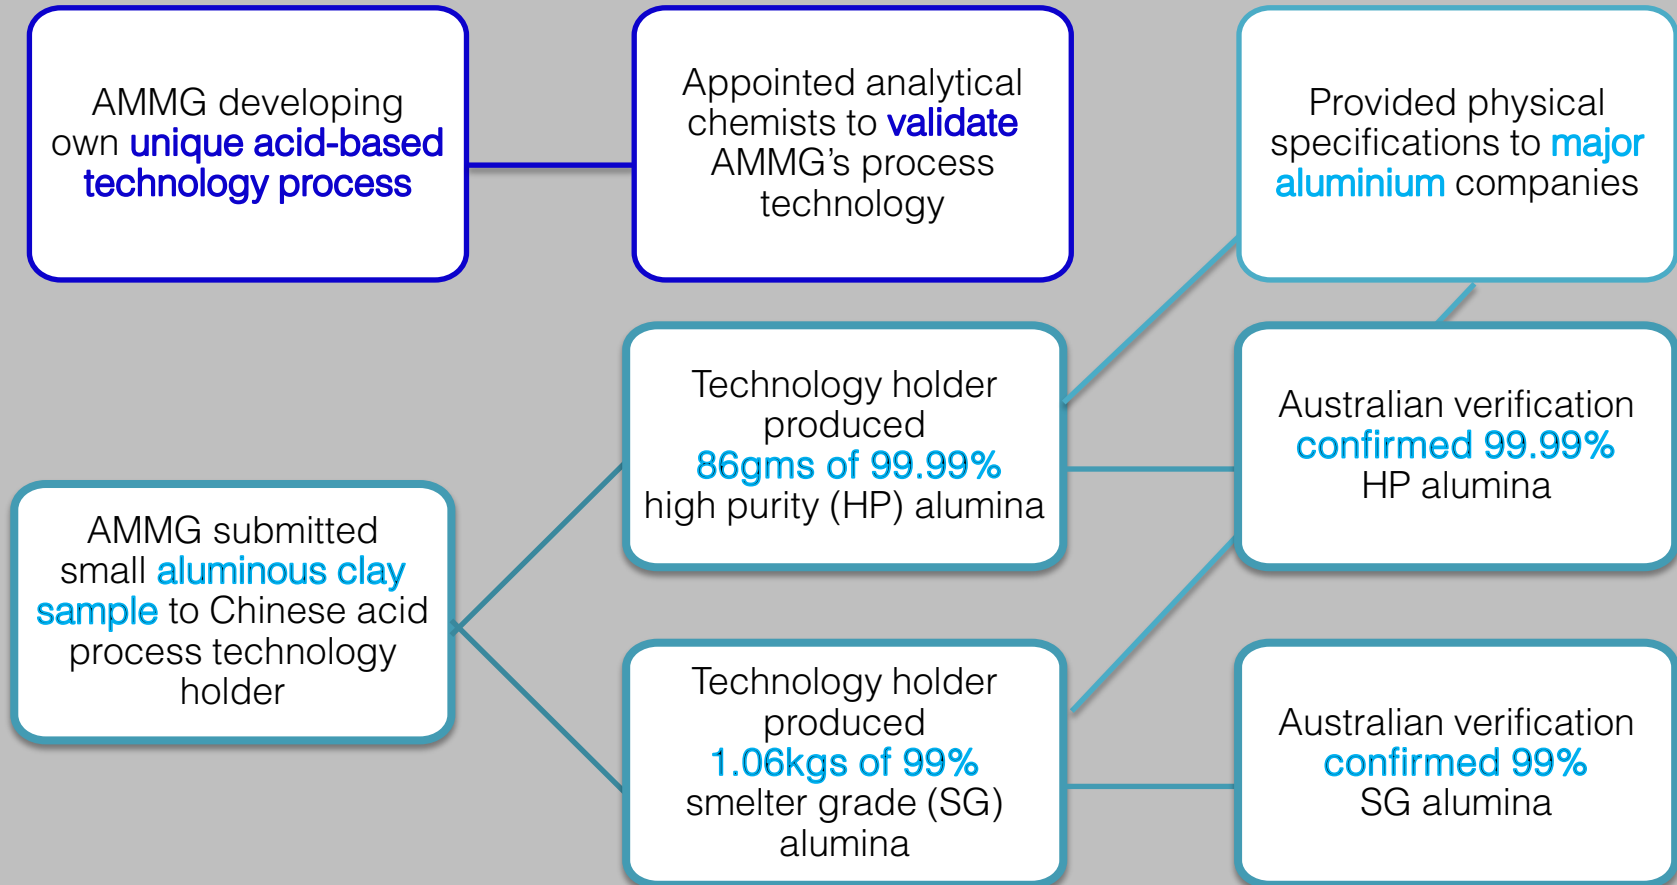 AMMG developing
own unique acid-based
technology process
Appointed analytical
chemists to validate
AMMG’s process
technology
Provided physical
specifications to major
aluminium companies
Technology holder
produced
86gms of 99.99%
high purity (HP) alumina
Australian verification
confirmed 99.99%
HP alumina
AMMG submitted
small aluminous clay
sample to Chinese acid
process technology
holder
Technology holder
produced
1.06kgs of 99%
smelter grade (SG)
alumina
Australian verification
confirmed 99%
SG alumina